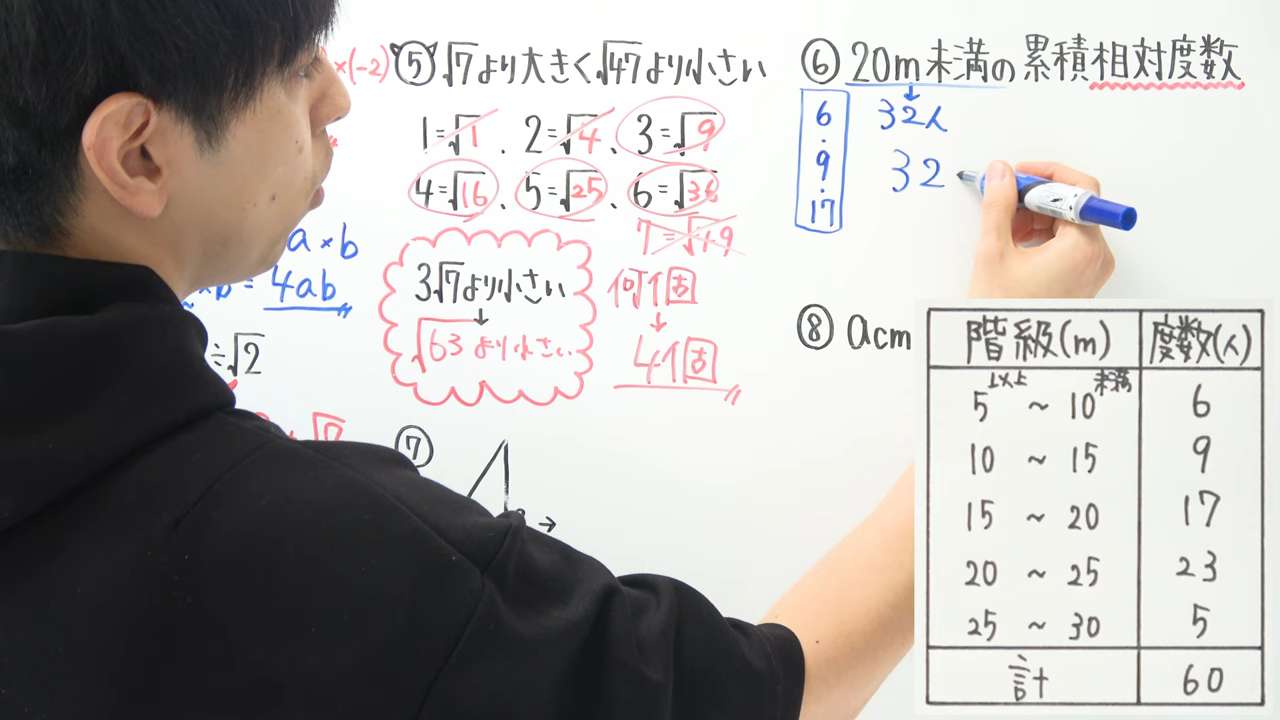 ×(-2)
a×b
×b = 4ab
÷√2
⑤ √7より大きく√47より小さい
1=√1、2=√4、3=√9
4=√16、5=√25、6=√36
7=√49
3√7より小さい
↓
√63より小さい
何個
↓
4個
⑦
⑥ 20m未満の累積相対度数
6
9
17
↓
32人
32
⑧ acm
階級(m) 度数(人)
以上 未満
5 ~ 10 6
10 ~ 15 9
15 ~ 20 17
20 ~ 25 23
25 ~ 30 5
計 60